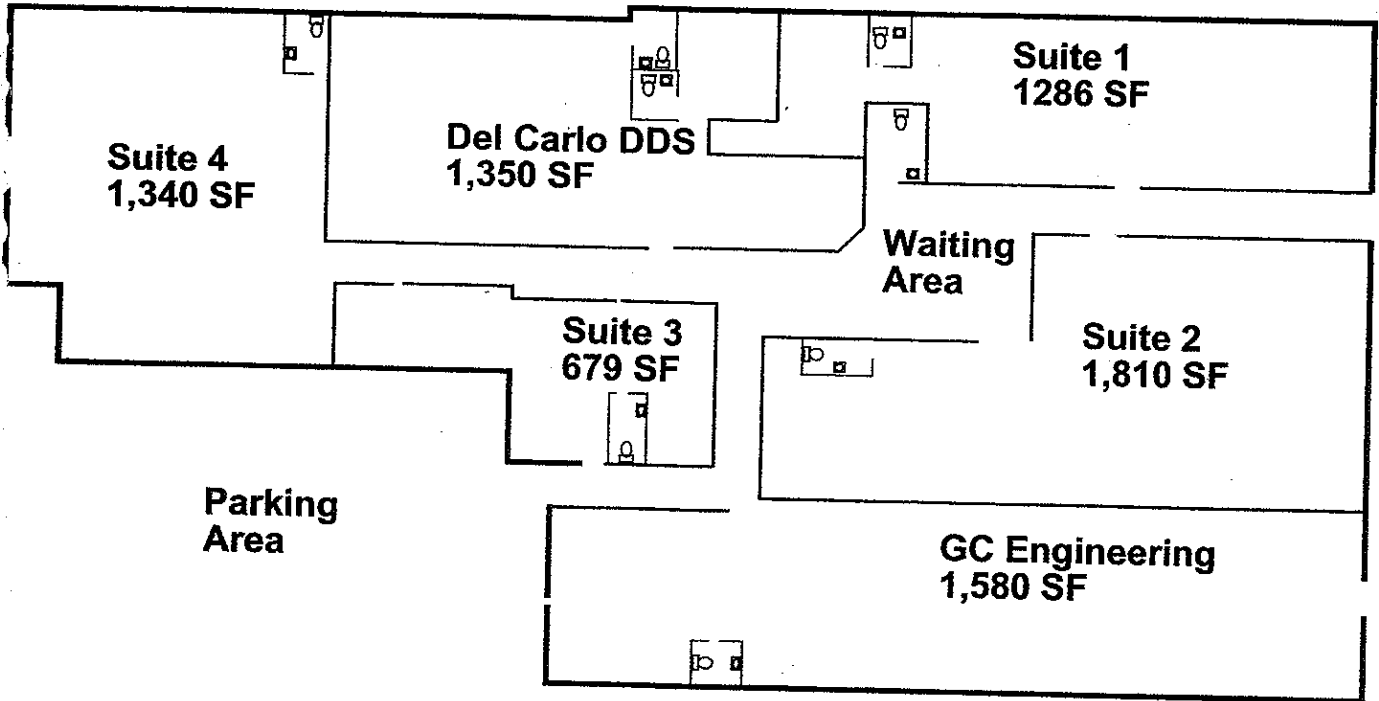 Suite 1
1286 SF
Del Carlo DDS
1,350 SF
Suite 4
1,340 SF
Waiting
Area
Suite 3
679 SF
Suite 2
1,810 SF
Parking
Area
GC Engineering
1,580 SF